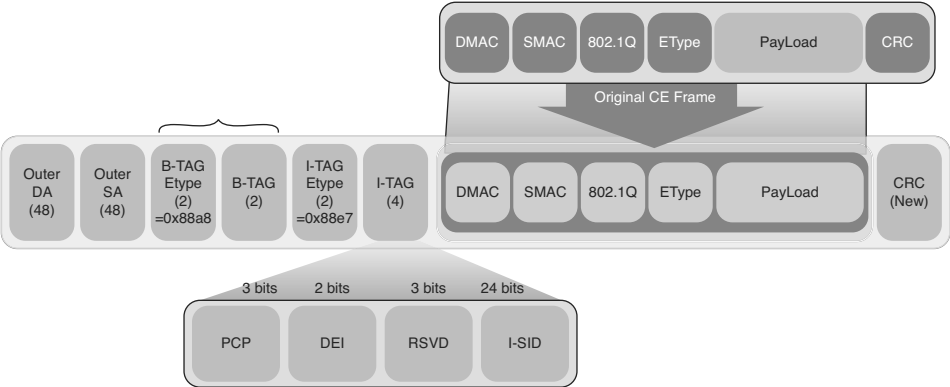 DMAC SMAC 802.1Q EType PayLoad CRC
Original CE Frame
Outer
DA
(48)
Outer
SA
(48)
B-TAG
Etype
(2)
=0x88a8
B-TAG
(2)
I-TAG
Etype
(2)
=0x88e7
I-TAG
(4)
DMAC SMAC 802.1Q EType PayLoad
CRC
(New)
3 bits 2 bits 3 bits 24 bits
PCP DEI RSVD I-SID